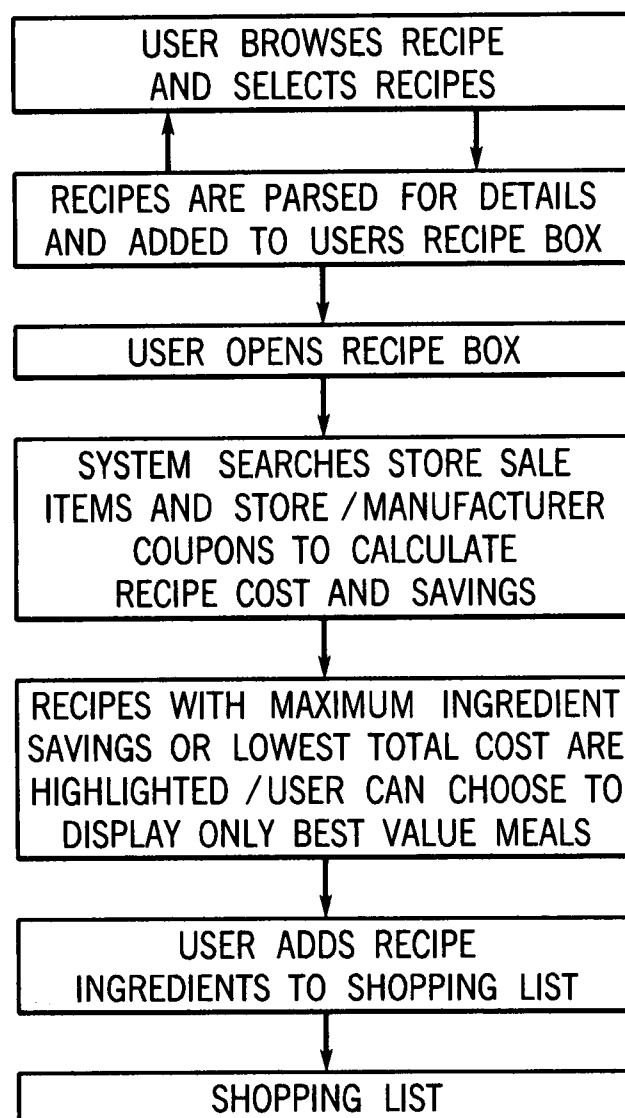 USER BROWSES RECIPE
AND SELECTS RECIPES
RECIPES ARE PARSED FOR DETAILS
AND ADDED TO USERS RECIPE BOX
USER OPENS RECIPE BOX
SYSTEM SEARCHES STORE SALE
ITEMS AND STORE / MANUFACTURER
COUPONS TO CALCULATE
RECIPE COST AND SAVINGS
RECIPES WITH MAXIMUM INGREDIENT
SAVINGS OR LOWEST TOTAL COST ARE
HIGHLIGHTED / USER CAN CHOOSE TO
DISPLAY ONLY BEST VALUE MEALS
USER ADDS RECIPE
INGREDIENTS TO SHOPPING LIST
SHOPPING LIST